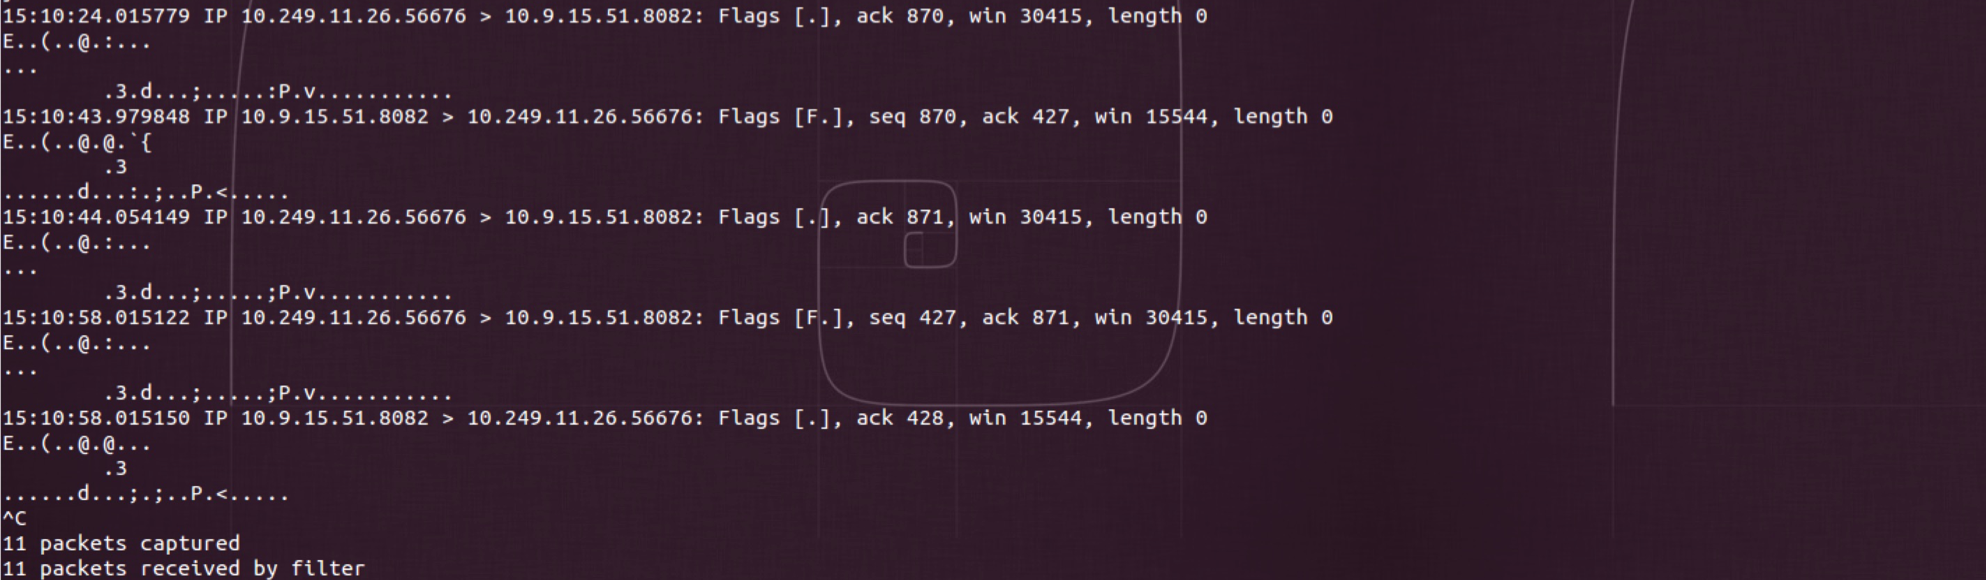 15:10:24.015779 IP 10.249.11.26.56676 > 10.9.15.51.8082: Flags [.], ack 870, win 30415, length 0
E..(..@.:...
...
        .3.d...;.....:P.v...........
15:10:43.979848 IP 10.9.15.51.8082 > 10.249.11.26.56676: Flags [F.], seq 870, ack 427, win 15544, length 0
E..(..@.@.`{
        .3
......d...:.;..P.<.....
15:10:44.054149 IP 10.249.11.26.56676 > 10.9.15.51.8082: Flags [.], ack 871, win 30415, length 0
E..(..@.:...
...
        .3.d...;.....;P.v...........
15:10:58.015122 IP 10.249.11.26.56676 > 10.9.15.51.8082: Flags [F.], seq 427, ack 871, win 30415, length 0
E..(..@.:...
...
        .3.d...;.....;P.v...........
15:10:58.015150 IP 10.9.15.51.8082 > 10.249.11.26.56676: Flags [.], ack 428, win 15544, length 0
E..(..@.@...
        .3
......d...;.;..P.<.....
^C
11 packets captured
11 packets received by filter